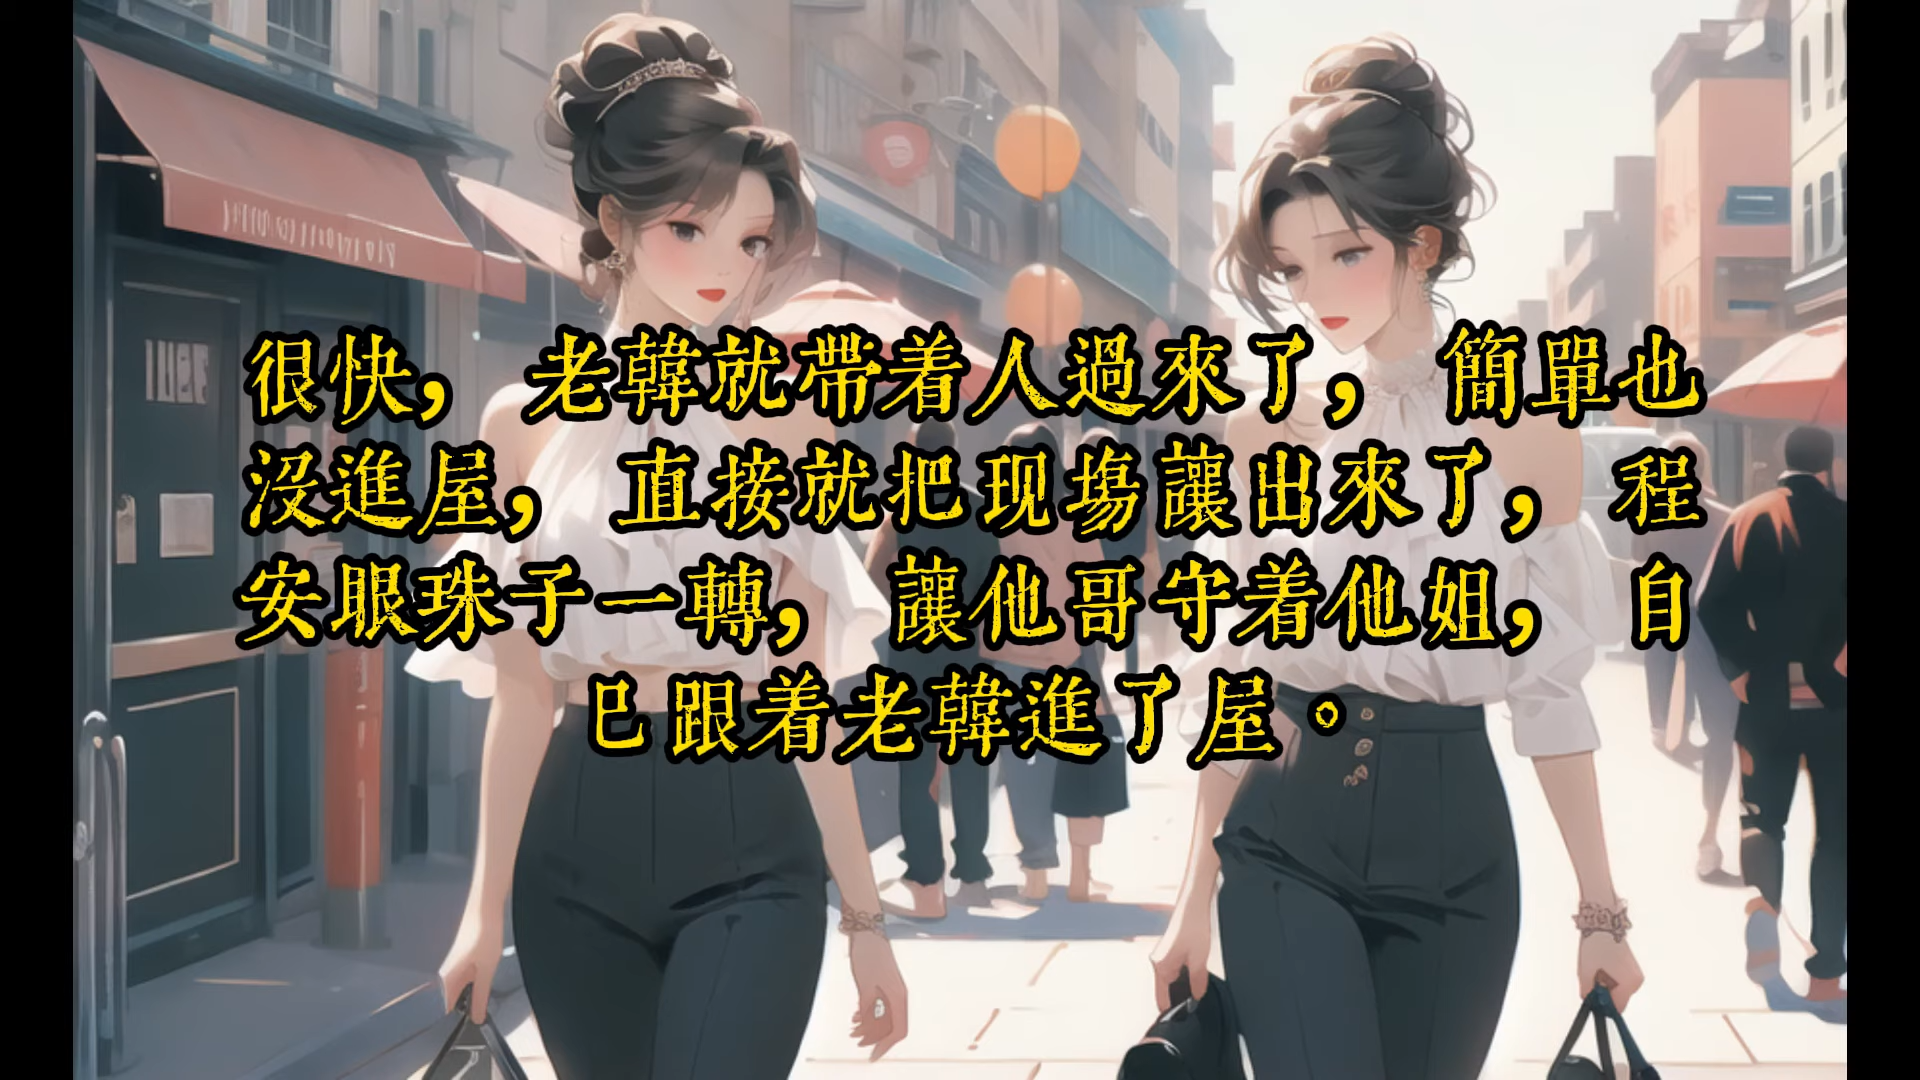 很快，老韓就帶着人過來了，簡單也
沒進屋，直接就把现場讓出來了，程
安眼珠子一轉，讓他哥守着他姐，自
已跟着老韓進了屋。